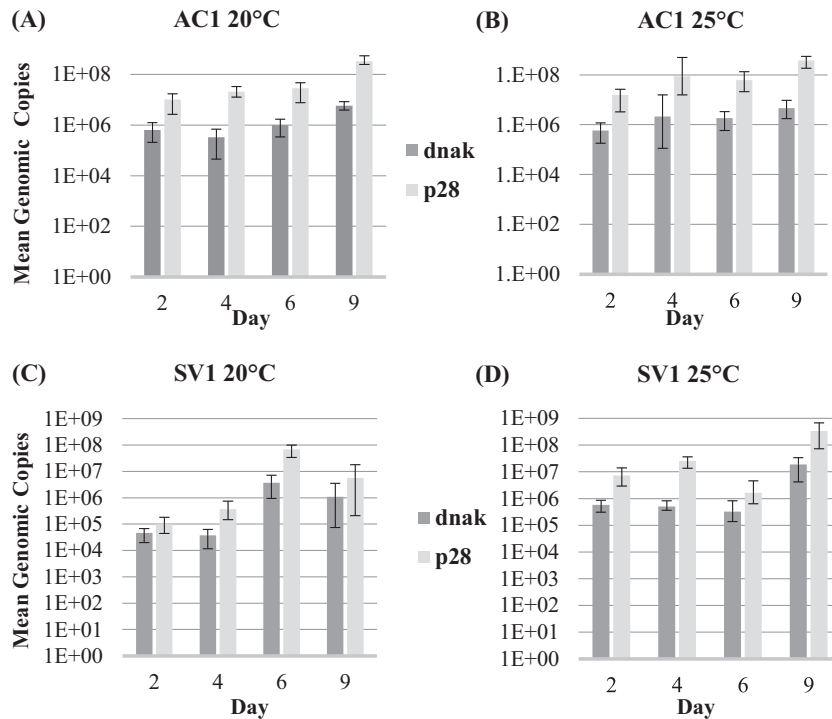 (A)
AC1 20°C
Mean Genomic Copies
1E+08
1E+06
1E+04
1E+02
1E+00
2 4 6 9
Day
dnak
p28
(B)
AC1 25°C
1.E+08
1.E+06
1.E+04
1.E+02
1.E+00
2 4 6 9
Day
(C)
SV1 20°C
Mean Genomic Copies
1E+09
1E+08
1E+07
1E+06
1E+05
1E+04
1E+03
1E+02
1E+01
1E+00
2 4 6 9
Day
dnak
p28
(D)
SV1 25°C
1E+09
1E+08
1E+07
1E+06
1E+05
1E+04
1E+03
1E+02
1E+01
1E+00
2 4 6 9
Day